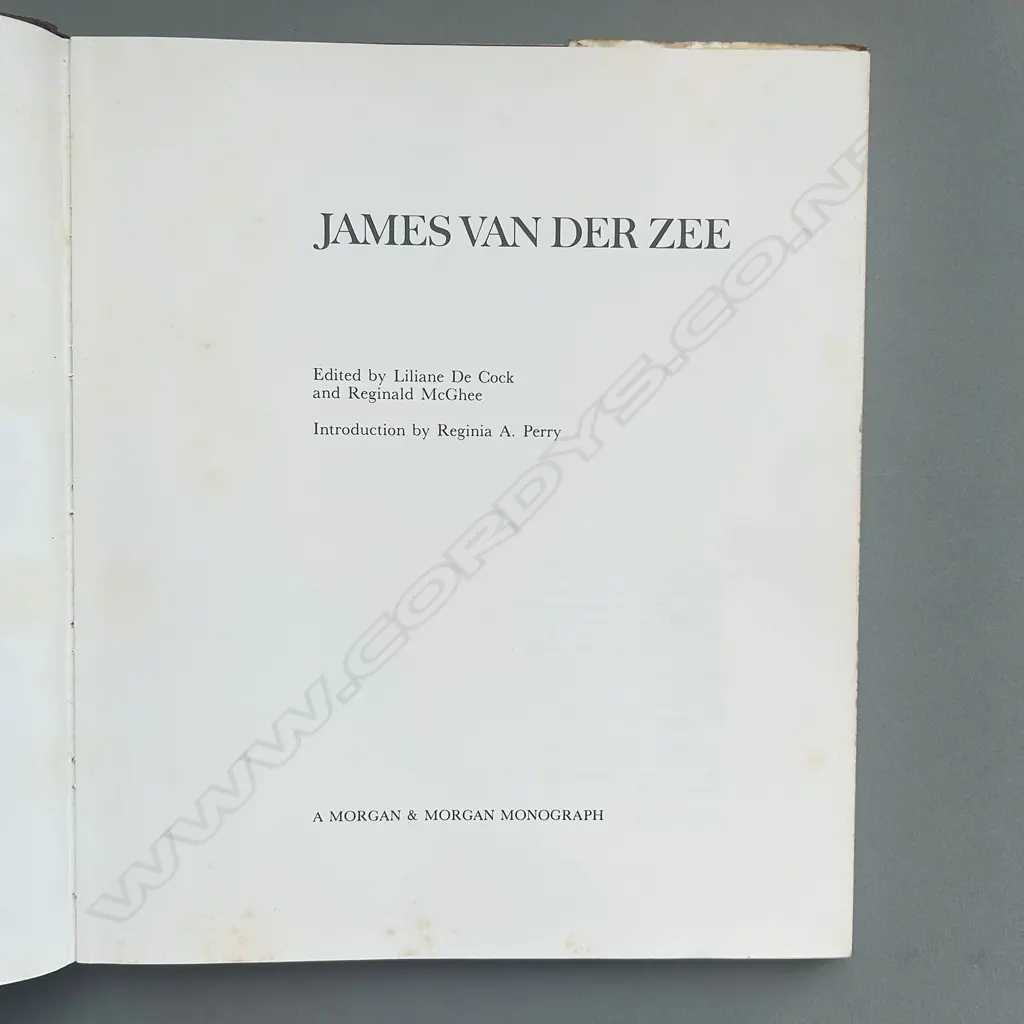 JAMES VAN DER ZEE
Edited by Liliane De Cock
and Reginald McGhee
Introduction by Reginia A. Perry
A MORGAN & MORGAN MONOGRAPH
WWW.CORDYS.CO.NZ